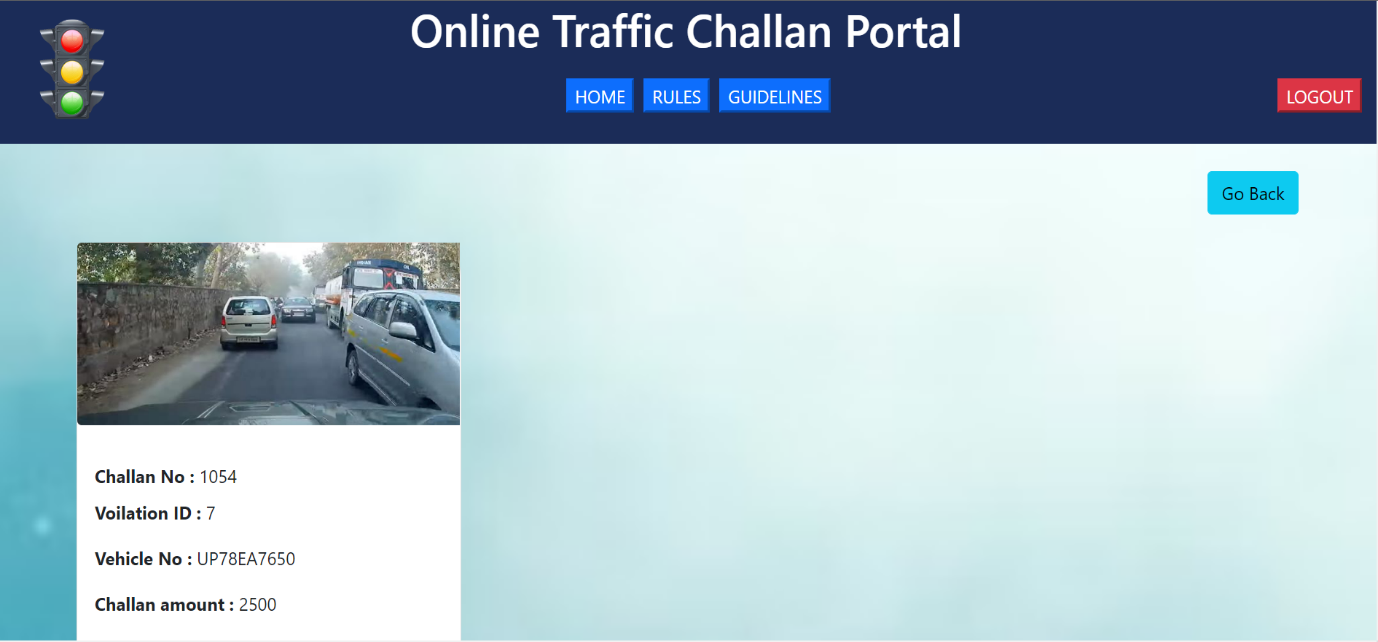 Online Traffic Challan Portal
HOME RULES GUIDELINES LOGOUT
Go Back
Challan No : 1054
Voilation ID : 7
Vehicle No : UP78EA7650
Challan amount : 2500